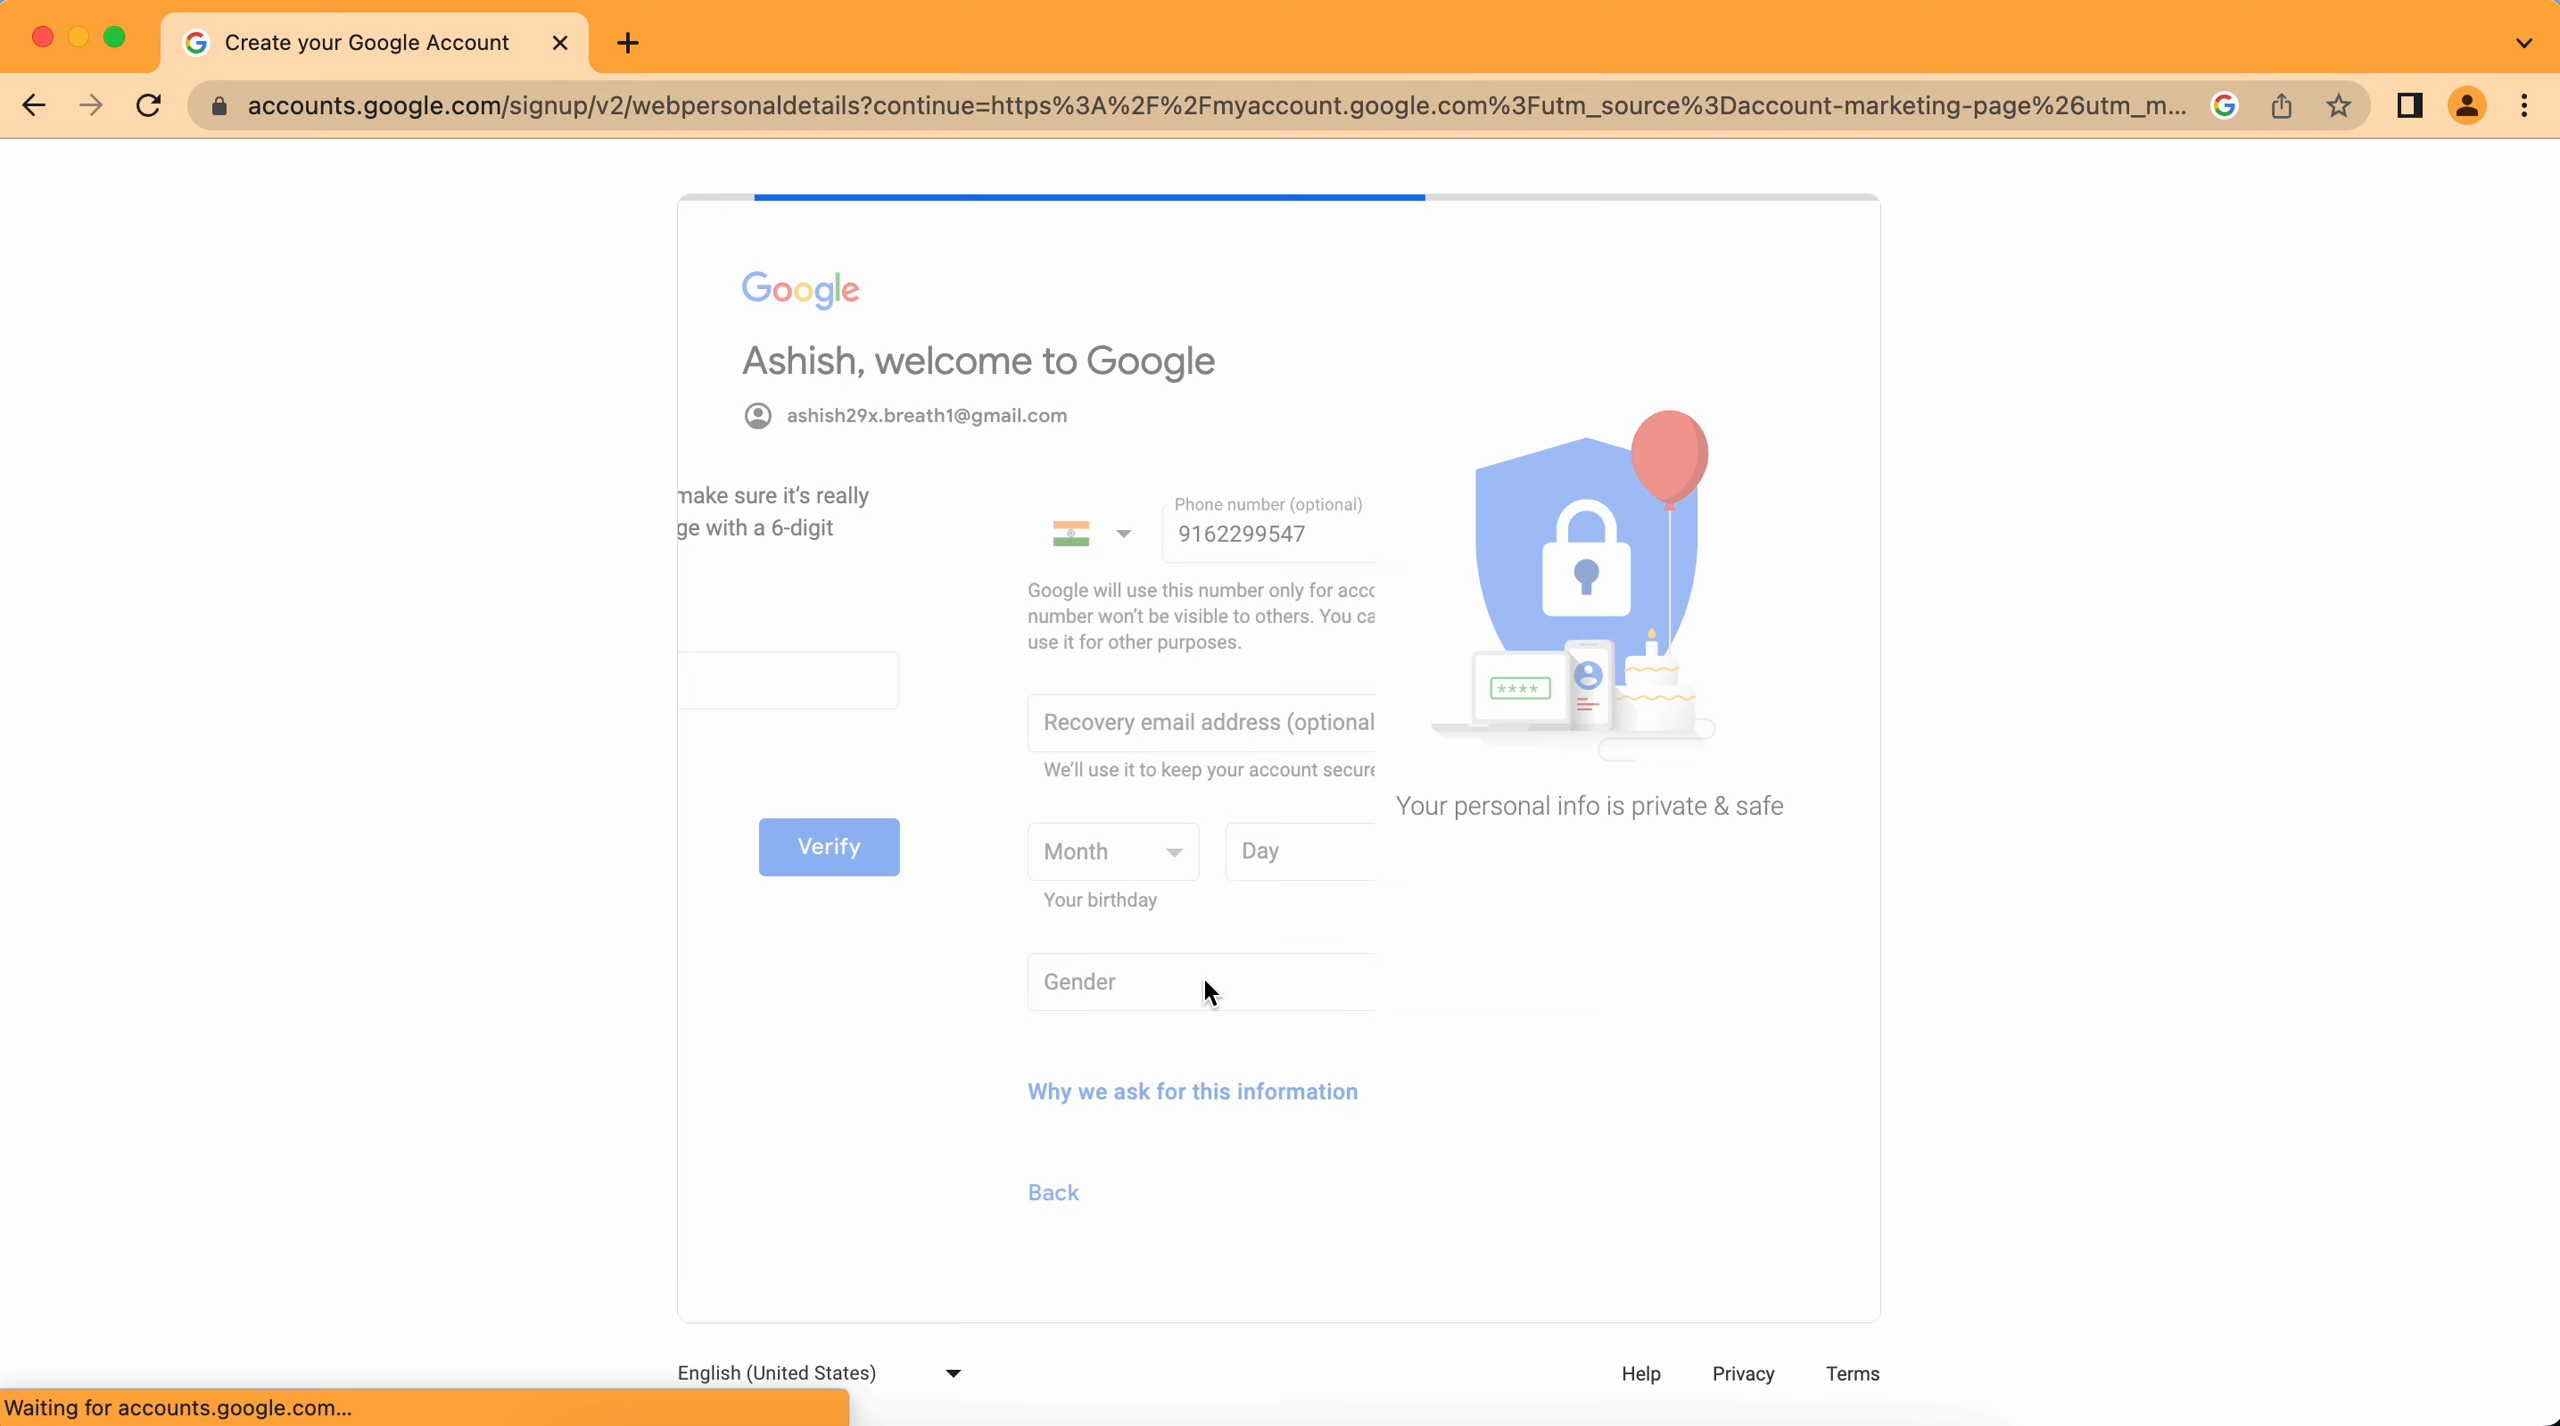 Create your Google Account
accounts.google.com/signup/v2/webpersonaldetails?continue=https%3A%2F%2Fmyaccount.google.com%3Futm_source%3Daccount-marketing-page%26utm_m...
Google
Ashish, welcome to Google
ashish29x.breath1@gmail.com
make sure it's really
ge with a 6-digit
Verify
Phone number (optional)
9162299547
Google will use this number only for acc
number won't be visible to others. You ca
use it for other purposes.
Recovery email address (optional
We'll use it to keep your account secure
Month
Day
Your birthday
Gender
Why we ask for this information
Back
****
Your personal info is private & safe
English (United States)
Help
Privacy
Terms
Waiting for accounts.google.com...